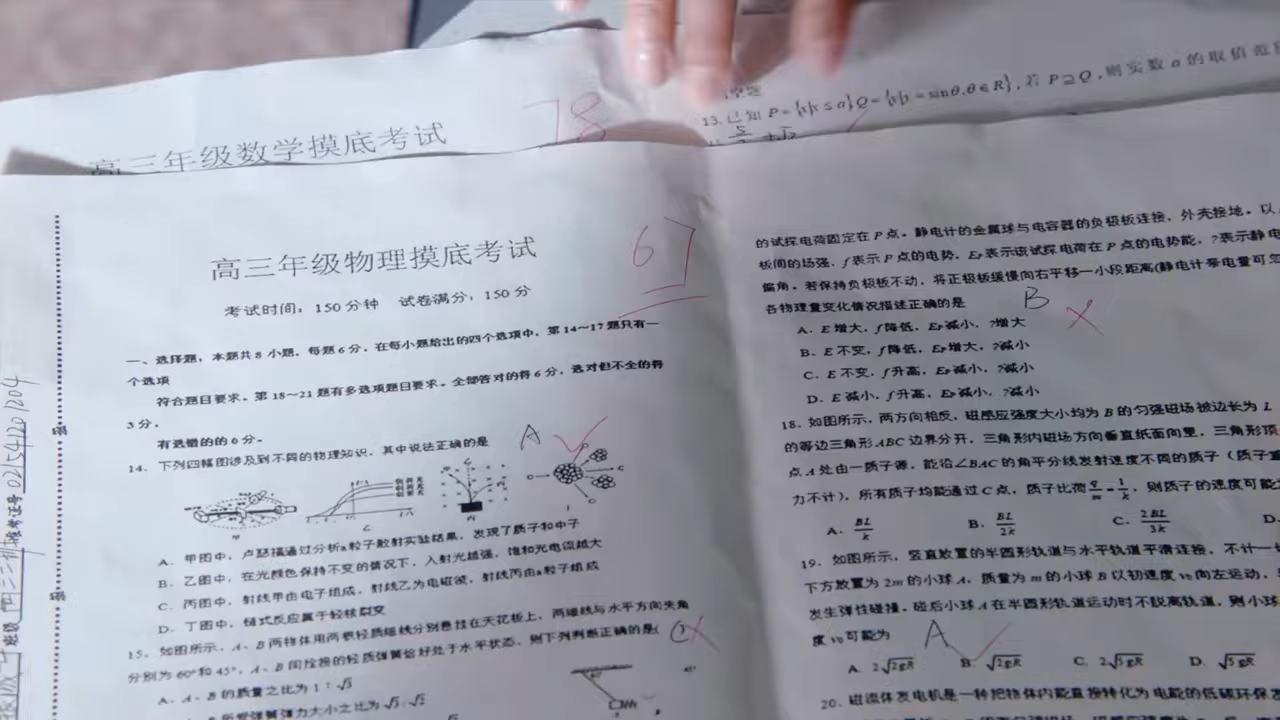 高三年级数学摸底考试
78
13. 已知 P={y|y≤a} Q={y|y=sinθ,θ∈R}, 若 P⊇Q, 则实数 a 的取值范
高三年级物理摸底考试
67
考试时间: 150分钟 试卷满分: 150分
一、选择题: 本题共8小题, 每题6分. 在每小题给出的四个选项中, 第14~17题只有一
个选项
符合题目要求. 第18~21题有多选项题目要求. 全部答对的得6分, 选对但不全的得
3分.
有选错的的0分.
14. 下列四幅图涉及到不同的物理知识, 其中说法正确的是 A
A. 甲图中, 卢瑟福通过分析α粒子散射实验结果, 发现了质子和中子
B. 乙图中, 在光颜色保持不变的情况下, 入射光越强, 饱和光电流越大
C. 丙图中, 射线甲由电子组成, 射线乙为电磁波, 射线丙由α粒子组成
D. 丁图中, 链式反应属于轻核裂变
15. 如图所示, A、B两物体用两根轻质细线分别悬挂在天花板上, 两细线与水平方向夹角
分别为60°和45°, A、B间拴接的轻质弹簧恰好处于水平状态, 则下列判断正确的是(
A. A、B的质量之比为1:√3
的试探电荷固定在P点. 静电计的金属球与电容器的负极板连接, 外壳接地. 以
板间的场强, f表示P点的电势, Ep表示该试探电荷在P点的电势能, ?表示静电
偏角. 若保持负极板不动, 将正极板缓慢向右平移一小段距离(静电计带电量可忽
各物理量变化情况描述正确的是 B
A. E增大, f降低, Ep减小, ?增大
B. E不变, f降低, Ep增大, ?减小
C. E不变, f升高, Ep减小, ?减小
D. E减小, f升高, Ep减小, ?减小
18. 如图所示, 两方向相反, 磁感应强度大小均为B的匀强磁场被边长为L
的等边三角形ABC边界分开, 三角形内磁场方向垂直纸面向里, 三角形顶
点A处由一质子源, 能沿∠BAC的角平分线发射速度不同的质子(质子重
力不计), 所有质子均能通过C点, 质子比荷q/m=1/k, 则质子的速度可能
A. BL/k B. BL/2k C. 2BL/3k D.
19. 如图所示, 竖直放置的半圆形轨道与水平轨道平滑连接, 不计一
下方放置为2m的小球A, 质量为m的小球B以初速度v0向左运动,
发生弹性碰撞. 碰后小球A在半圆形轨道运动时不脱离轨道, 则小球
度v0可能为 A
A. 2√2gR B. √2gR C. 2√5gR D. √5gR
20. 磁流体发电机是一种把物体内能直接转化为电能的低碳环保发